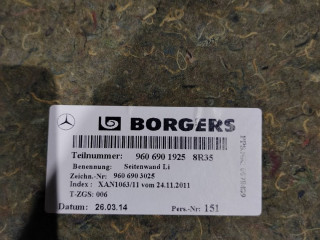 BORGERS
Teilnummer: 960 690 1925 8R35
Benennung: Seitenwand Li
Zeichn.-Nr: 960 690 3025
Index : XAN1063/11 vom 24.11.2011
T-ZGS: 006
Datum: 26.03.14 Pers.-Nr: 151